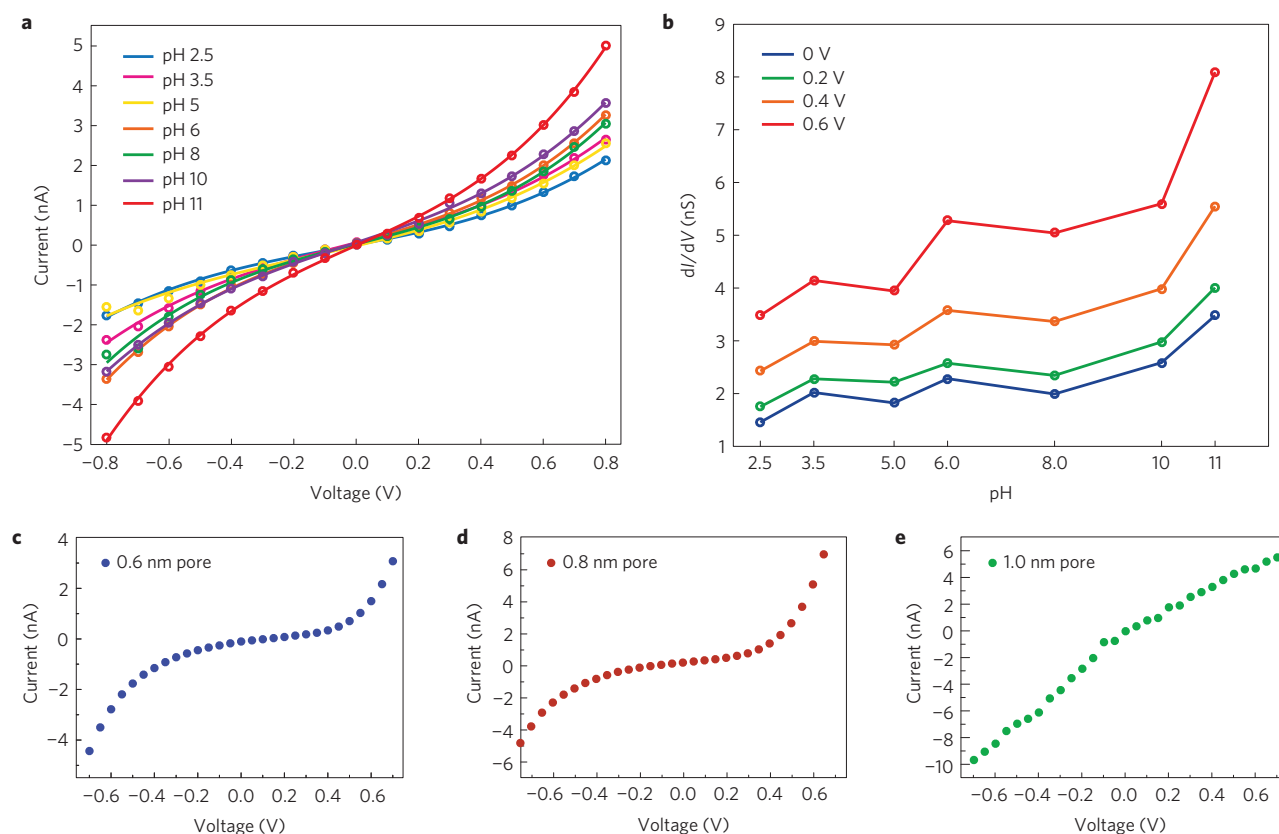 a
5
4
3
2
1
0
−1
−2
−3
−4
−5
Current (nA)
pH 2.5
pH 3.5
pH 5
pH 6
pH 8
pH 10
pH 11
−0.8
−0.6
−0.4
−0.2
0.0
0.2
0.4
0.6
0.8
Voltage (V)
b
9
8
7
6
5
4
3
2
1
dI/dV (nS)
0 V
0.2 V
0.4 V
0.6 V
2.5
3.5
5.0
6.0
8.0
10
11
pH
c
4
2
0
−2
−4
Current (nA)
0.6 nm pore
−0.6
−0.4
−0.2
0.0
0.2
0.4
0.6
Voltage (V)
d
8
6
4
2
0
−2
−4
−6
Current (nA)
0.8 nm pore
−0.6
−0.4
−0.2
0.0
0.2
0.4
0.6
Voltage (V)
e
6
4
2
0
−2
−4
−6
−8
−10
Current (nA)
1.0 nm pore
−0.6
−0.4
−0.2
0.0
0.2
0.4
0.6
Voltage (V)